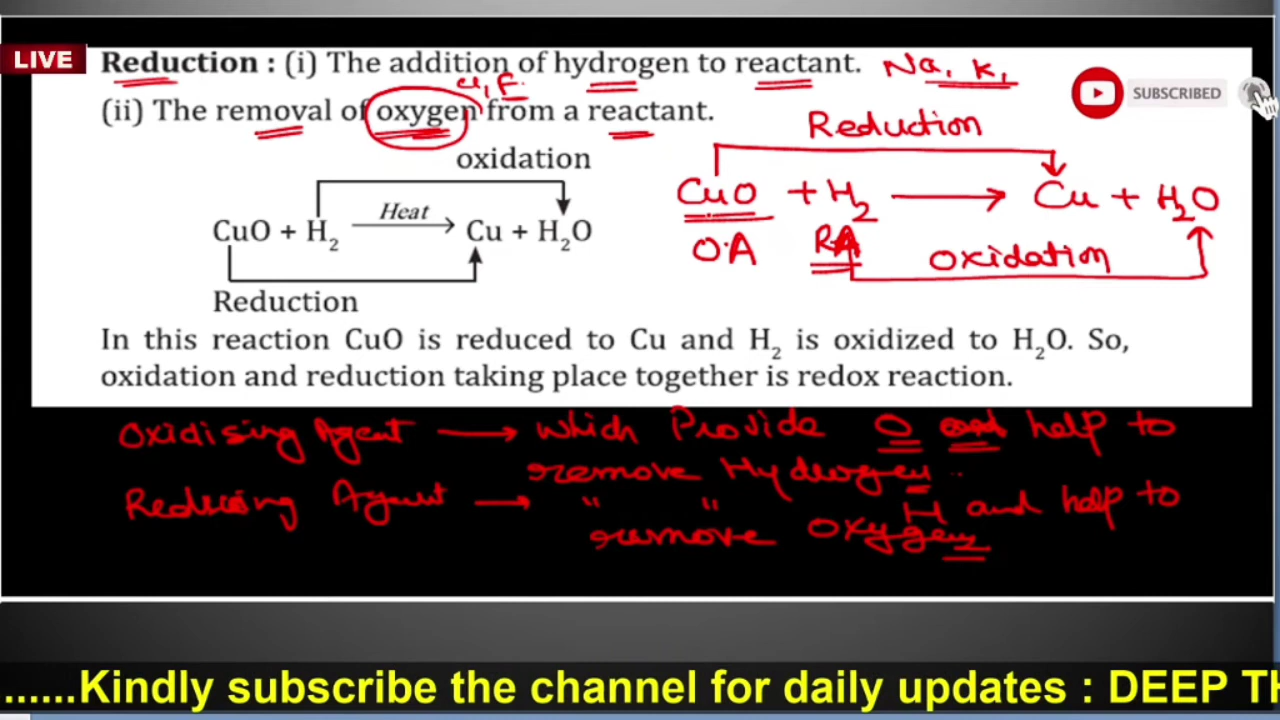 LIVE
Reduction : (i) The addition of hydrogen to reactant. Na, K,
Cl, F.
(ii) The removal of oxygen from a reactant.
SUBSCRIBED
Reduction
oxidation
CuO + H₂ ⟶ Cu + H₂O
Heat
CuO + H₂ ⟶ Cu + H₂O
O.A R.A
oxidation
Reduction
In this reaction CuO is reduced to Cu and H₂ is oxidized to H₂O. So,
oxidation and reduction taking place together is redox reaction.
Oxidising Agent ⟶ which Provide O and help to
remove Hydrogen.
Reducing Agent ⟶ " " H and help to
remove oxygen
......Kindly subscribe the channel for daily updates : DEEP TH